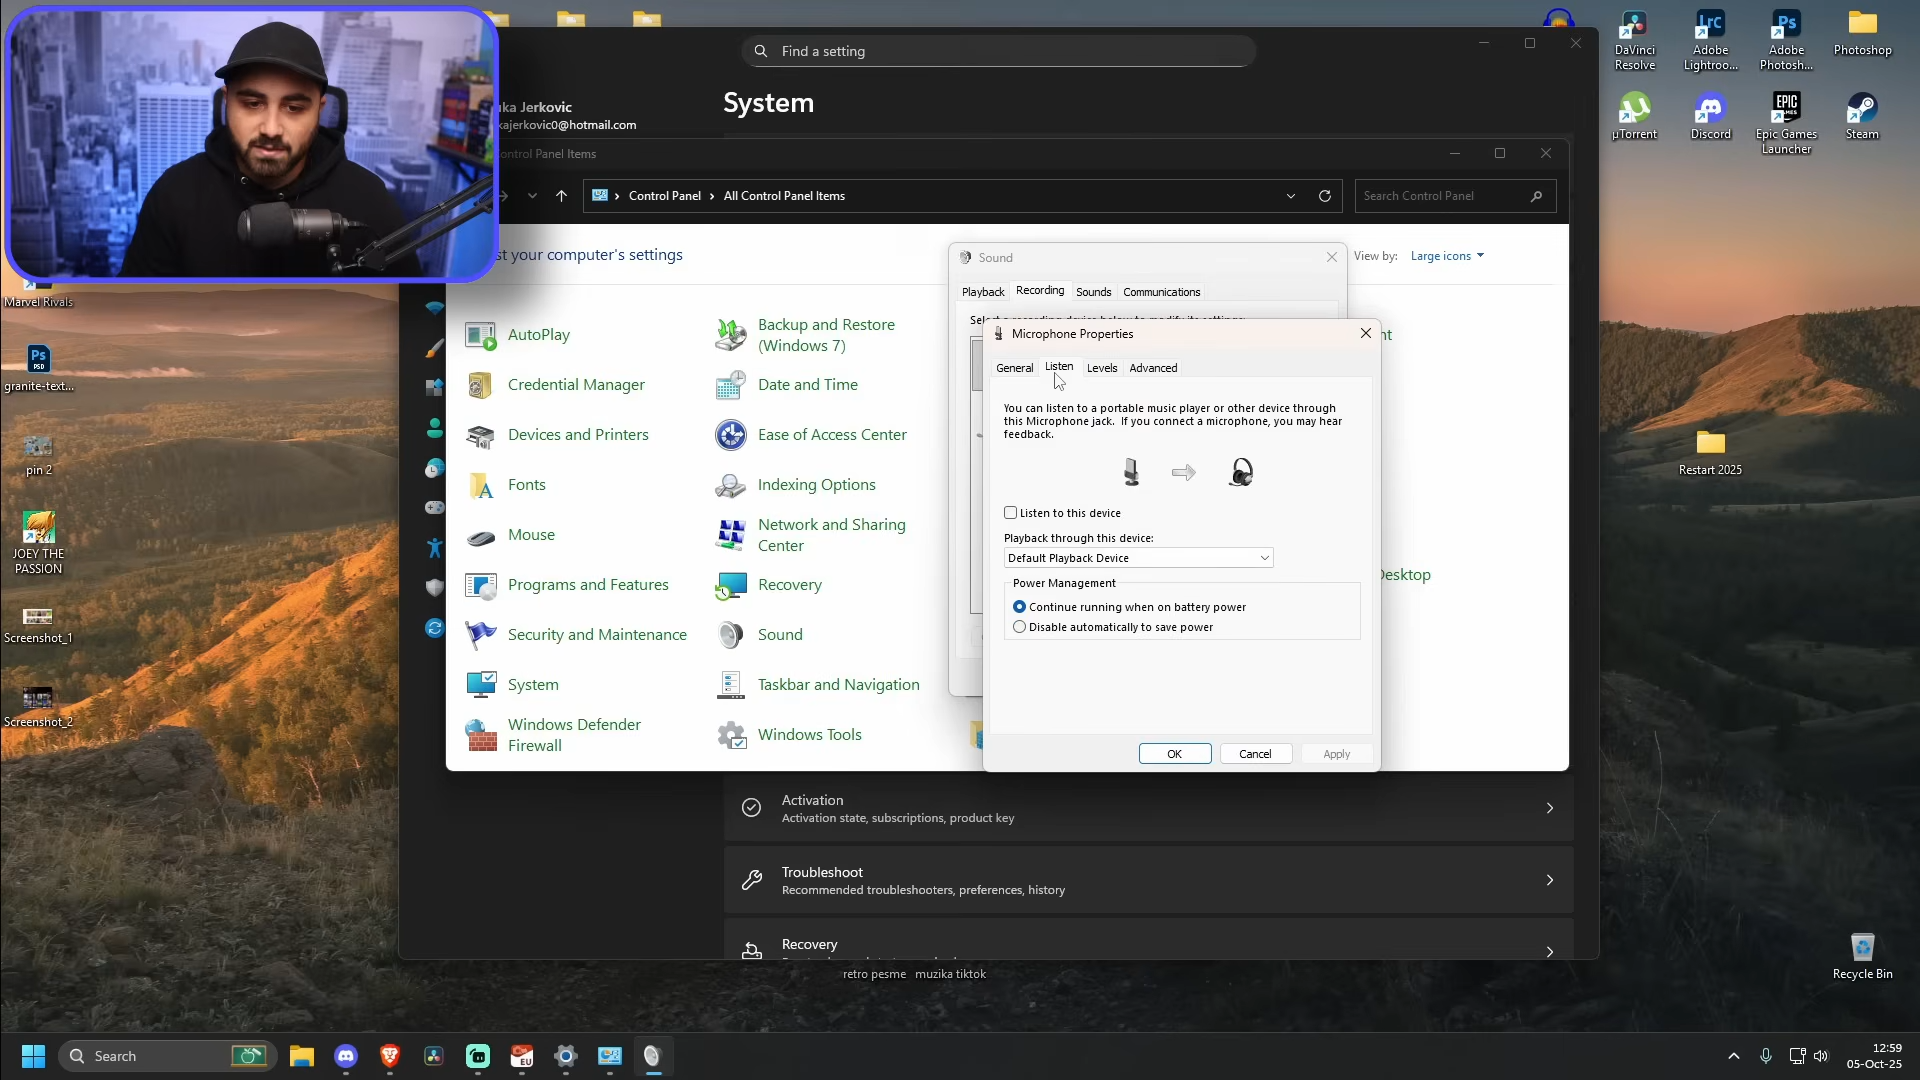 Find a setting
System
ka Jerkovic
kajerkovic0@hotmail.com
ontrol Panel Items
Control Panel
All Control Panel Items
Search Control Panel
st your computer's settings
View by:
Large icons
AutoPlay
Backup and Restore
(Windows 7)
Credential Manager
Date and Time
Devices and Printers
Ease of Access Center
Fonts
Indexing Options
Mouse
Network and Sharing
Center
Programs and Features
Recovery
Security and Maintenance
Sound
System
Taskbar and Navigation
Windows Defender
Firewall
Windows Tools
nt
Desktop
Sound
Playback
Recording
Sounds
Communications
Select a recording device below to modify its settings:
Microphone Properties
General
Listen
Levels
Advanced
You can listen to a portable music player or other device through
this Microphone jack. If you connect a microphone, you may hear
feedback.
Listen to this device
Playback through this device:
Default Playback Device
Power Management
Continue running when on battery power
Disable automatically to save power
OK
Cancel
Apply
Activation
Activation state, subscriptions, product key
Troubleshoot
Recommended troubleshooters, preferences, history
Recovery
retro pesme
muzika tiktok
Marvel Rivals
Ps
PSD
granite-text...
pin 2
JOEY THE
PASSION
Screenshot_1
Screenshot_2
DaVinci
Resolve
Lrc
Adobe
Lightroo...
Ps
Adobe
Photosh...
Photoshop
µTorrent
Discord
EPIC
GAMES
Epic Games
Launcher
Steam
Restart 2025
Recycle Bin
Search
EU
12:59
05-Oct-25